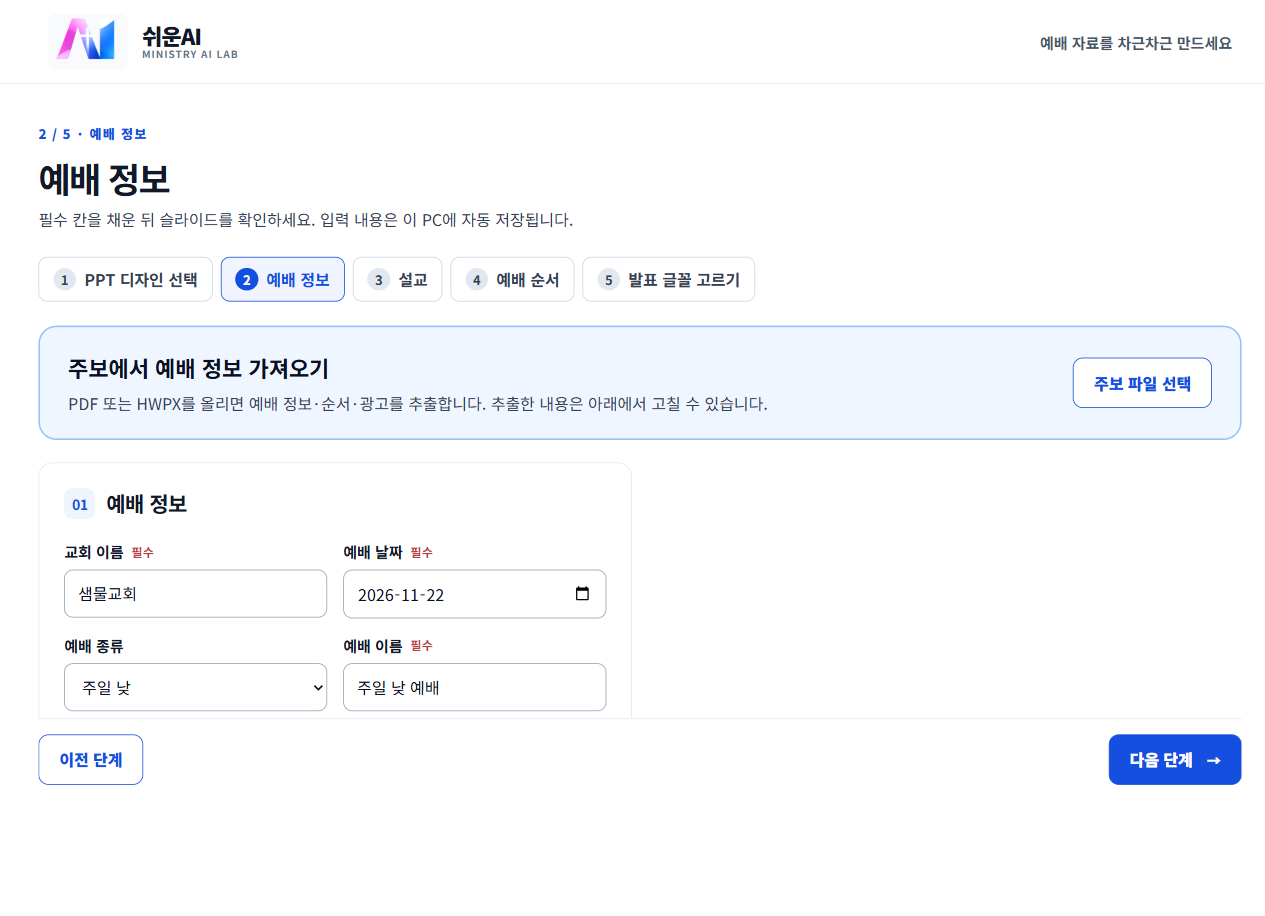 쉬운AI
MINISTRY AI LAB
예배 자료를 차근차근 만드세요
2 / 5 · 예배 정보
예배 정보
필수 칸을 채운 뒤 슬라이드를 확인하세요. 입력 내용은 이 PC에 자동 저장됩니다.
1 PPT 디자인 선택 2 예배 정보 3 설교 4 예배 순서 5 발표 글꼴 고르기
주보에서 예배 정보 가져오기
PDF 또는 HWPX를 올리면 예배 정보·순서·광고를 추출합니다. 추출한 내용은 아래에서 고칠 수 있습니다.
주보 파일 선택
01 예배 정보
교회 이름 필수 예배 날짜 필수
샘물교회 2026-11-22
예배 종류 예배 이름 필수
주일 낮 주일 낮 예배
이전 단계 다음 단계 →